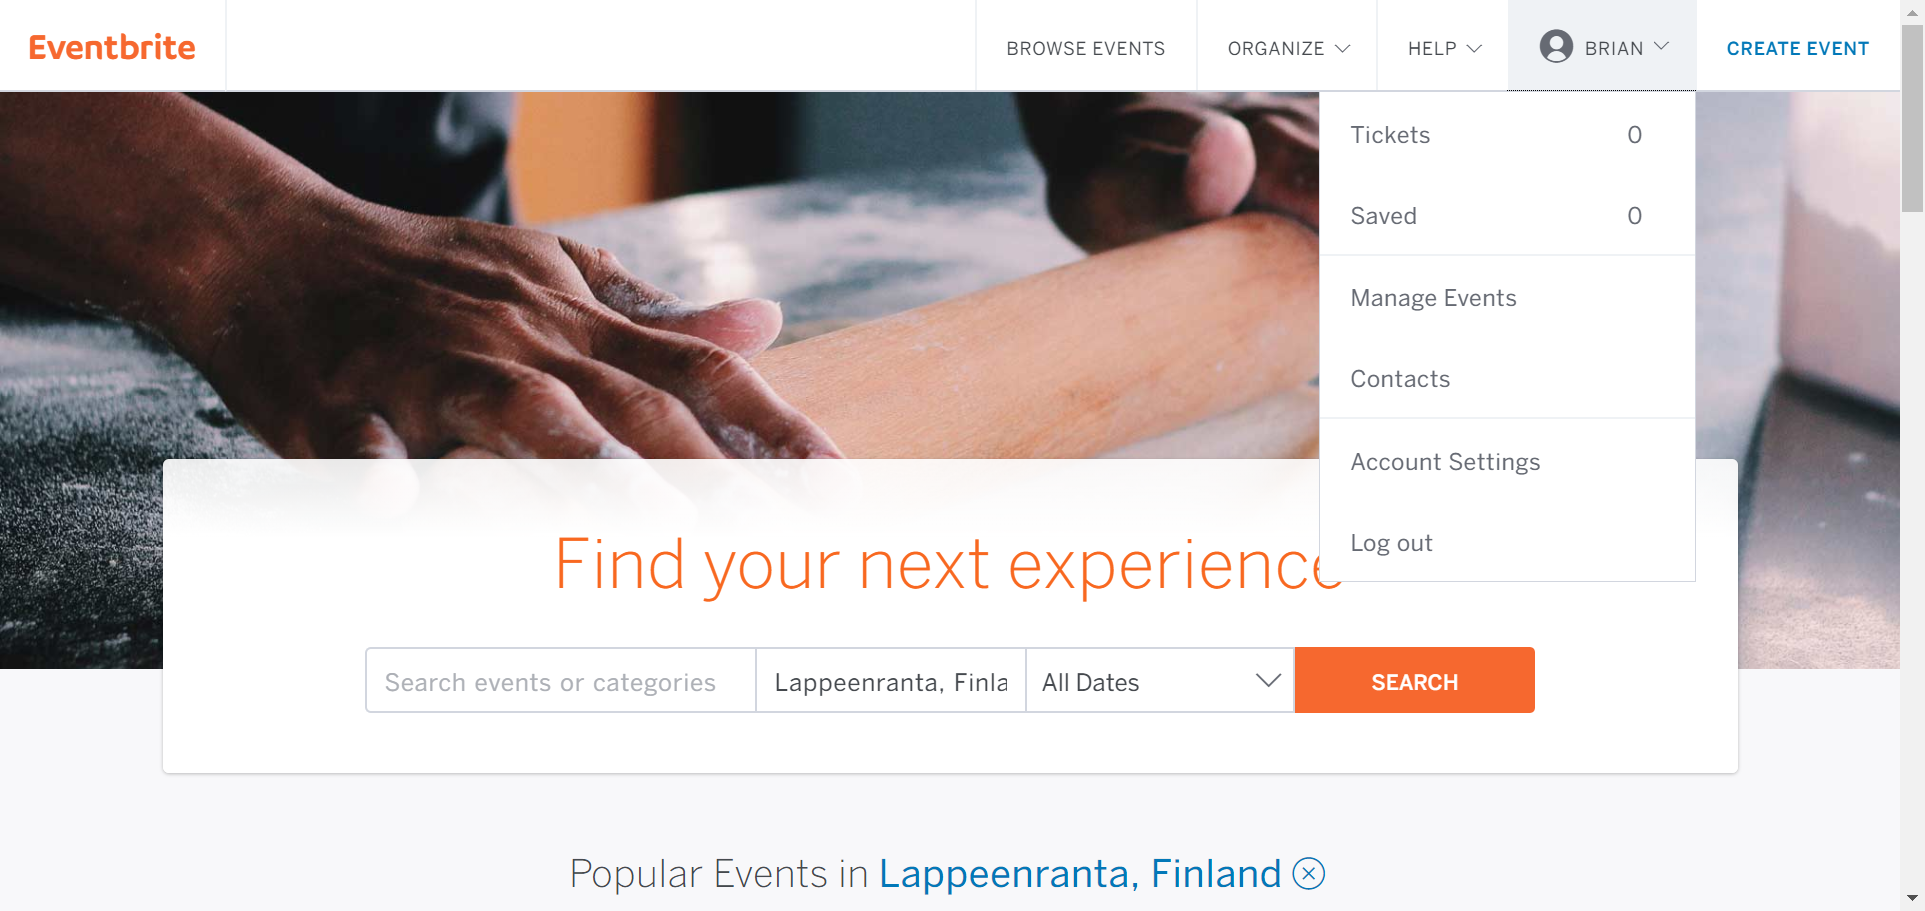 Eventbrite
BROWSE EVENTS
ORGANIZE
HELP
BRIAN
CREATE EVENT
Tickets 0
Saved 0
Manage Events
Contacts
Account Settings
Log out
Find your next experience
Search events or categories
Lappeenranta, Finla
All Dates
SEARCH
Popular Events in Lappeenranta, Finland